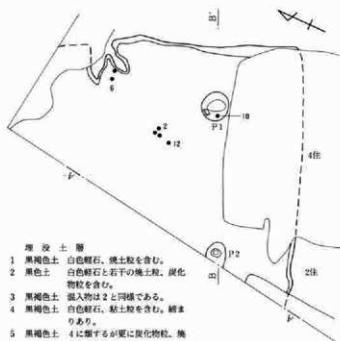 B'
6
2
12
10
P1
4住
P2
2住
B
A
A'
埋没土層
1 黒褐色土 白色軽石、焼土粒を含む。
2 黒色土 白色軽石と若干の焼土粒、炭化
物粒を含む。
3 黒褐色土 混入物は2と同様である。
4 黒褐色土 白色軽石、粘土粒を含む。締ま
りあり。
5 黒褐色土 4に類するが更に炭化物粒、焼